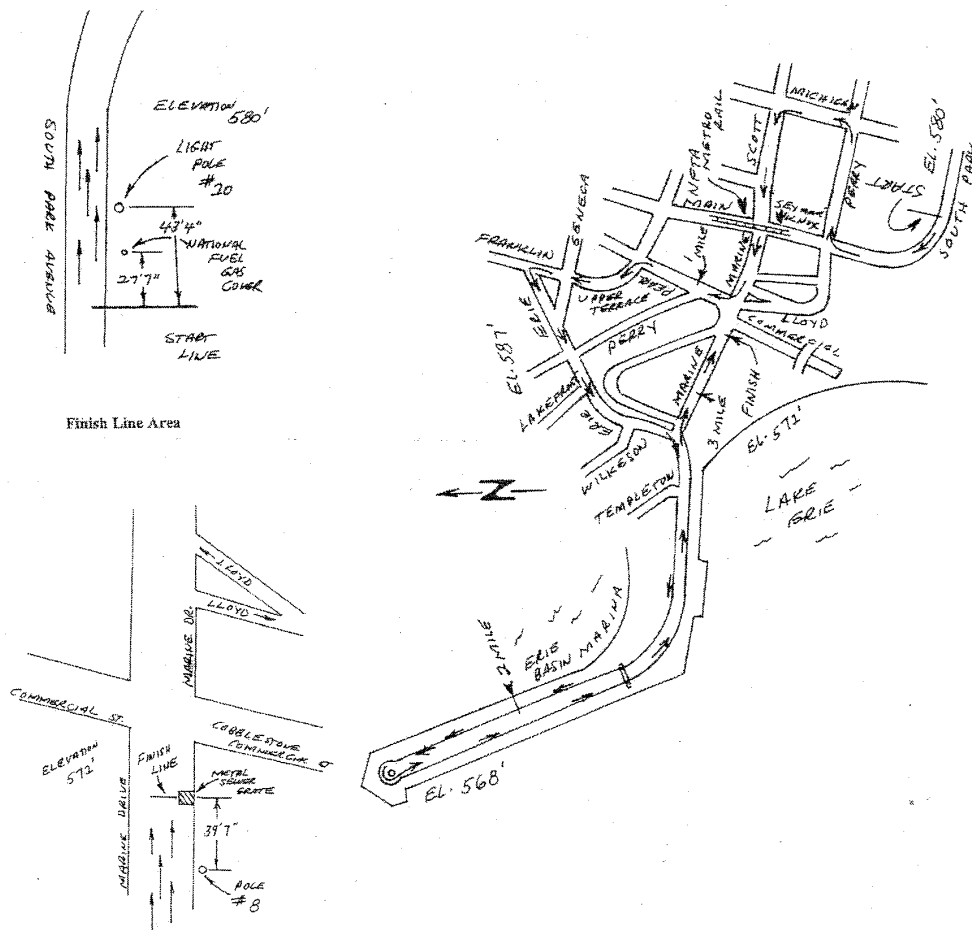 ELEVATION
580'
SOUTH PARK AVENUE
LIGHT
POLE
#20
43'4"
NATIONAL
FUEL
GAS
COVER
27'7"
START
LINE
Finish Line Area
MICHIGAN
NFTA
METRO
RAIL
SCOTT
MAIN
SEYMOUR
KNOX
PERRY
START
EL. 580'
SOUTH PARK
SENECA
FRANKLIN
1 MILE
MARINE
PEARL
UPPER
TERRACE
ERIE
PERRY
LLOYD
COMMERCIAL
EL. 587'
LAKEFRONT
ERIE
MARINE
FINISH
3 MILE
EL. 572'
WILKESON
TEMPLETON
LAKE
ERIE
N
2 MILE
ERIE
BASIN MARINA
EL. 568'
LLOYD
LLOYD
MARINE DR.
COMMERCIAL ST.
COBBLESTONE
COMMERCIAL
ELEVATION
572'
FINISH
LINE
METAL
SEWER
GRATE
MARINE DRIVE
39'7"
POLE
#8